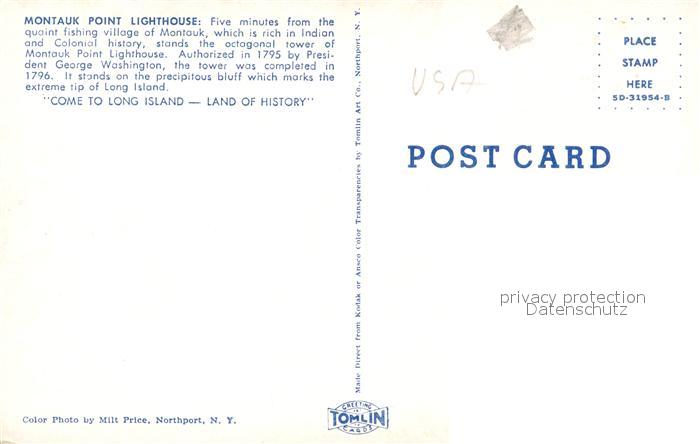 MONTAUK POINT LIGHTHOUSE: Five minutes from the
quaint fishing village of Montauk, which is rich in Indian
and Colonial history, stands the octagonal tower of
Montauk Point Lighthouse. Authorized in 1795 by Presi-
dent George Washington, the tower was completed in
1796. It stands on the precipitous bluff which marks the
extreme tip of Long Island.
"COME TO LONG ISLAND — LAND OF HISTORY"
Color Photo by Milt Price, Northport, N. Y.
Made Direct from Kodak or Ansco Color Transparencies by Tomlin Art Co., Northport, N. Y.
GREETING
TOMLIN
CARDS
USA
PLACE
STAMP
HERE
SD-31954-B
POST CARD
privacy protection
Datenschutz